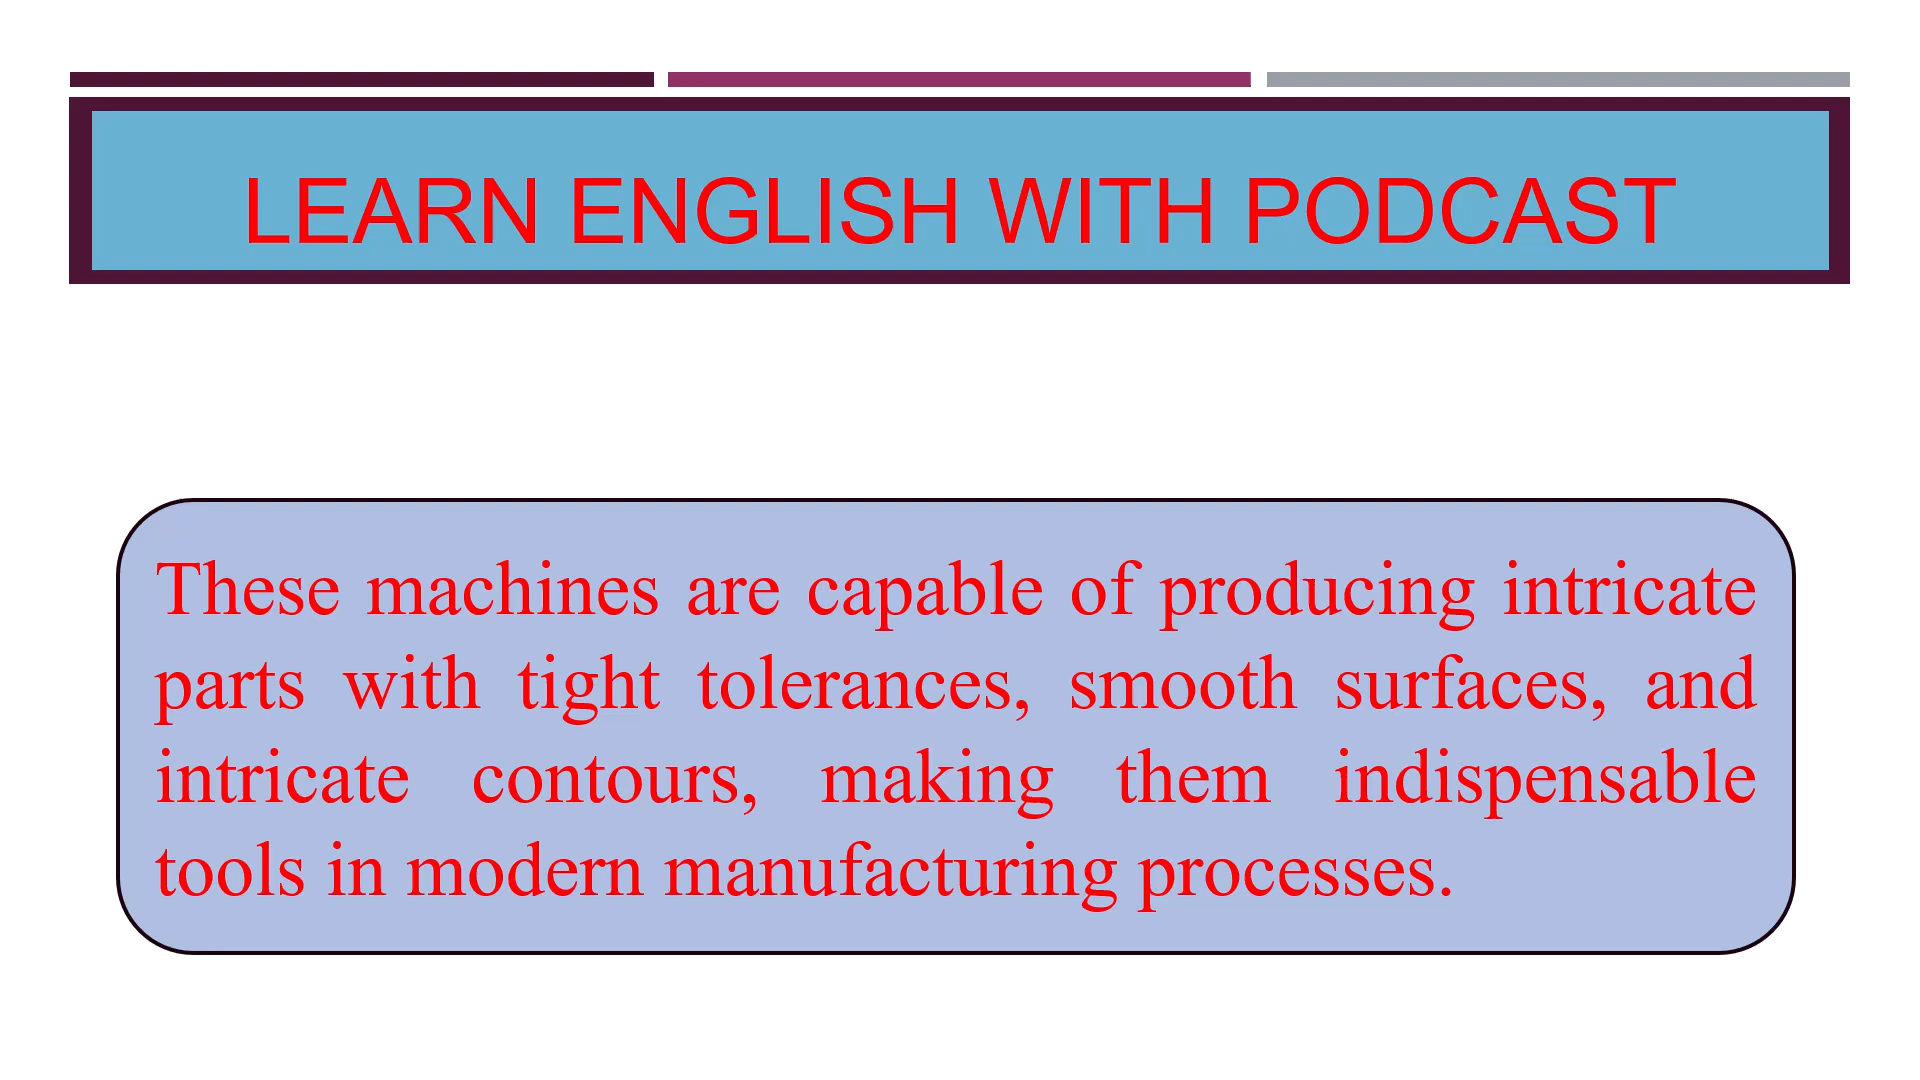 LEARN ENGLISH WITH PODCAST
These machines are capable of producing intricate
parts with tight tolerances, smooth surfaces, and
intricate contours, making them indispensable
tools in modern manufacturing processes.